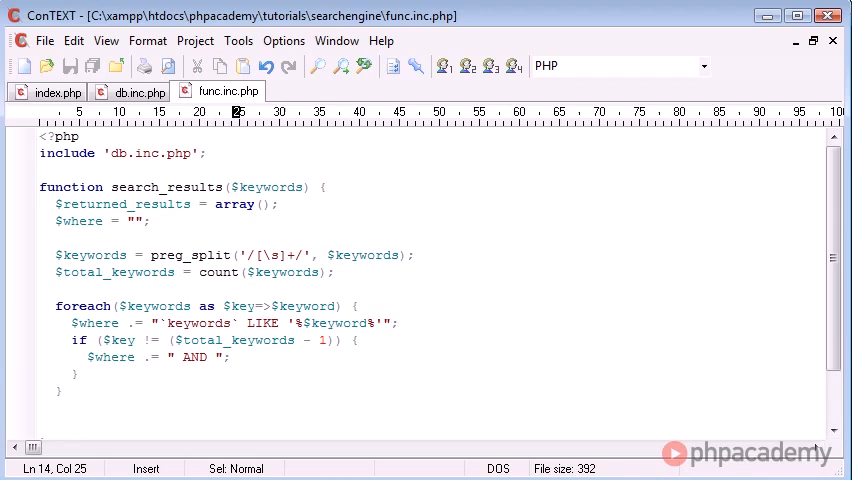 ConTEXT - [C:\xampp\htdocs\phpacademy\tutorials\searchengine\func.inc.php]
File Edit View Format Project Tools Options Window Help
1 2 3 4 PHP
index.php db.inc.php func.inc.php
5 10 15 20 25 30 35 40 45 50 55 60 65 70 75 80 85 90 95 100
<?php
include 'db.inc.php';
function search_results($keywords) {
$returned_results = array();
$where = "";
$keywords = preg_split('/[\s]+/', $keywords);
$total_keywords = count($keywords);
foreach($keywords as $key=>$keyword) {
$where .= "`keywords` LIKE '%$keyword%'";
if ($key != ($total_keywords - 1)) {
$where .= " AND ";
}
}
phpacademy
Ln 14, Col 25 Insert Sel: Normal DOS File size: 392